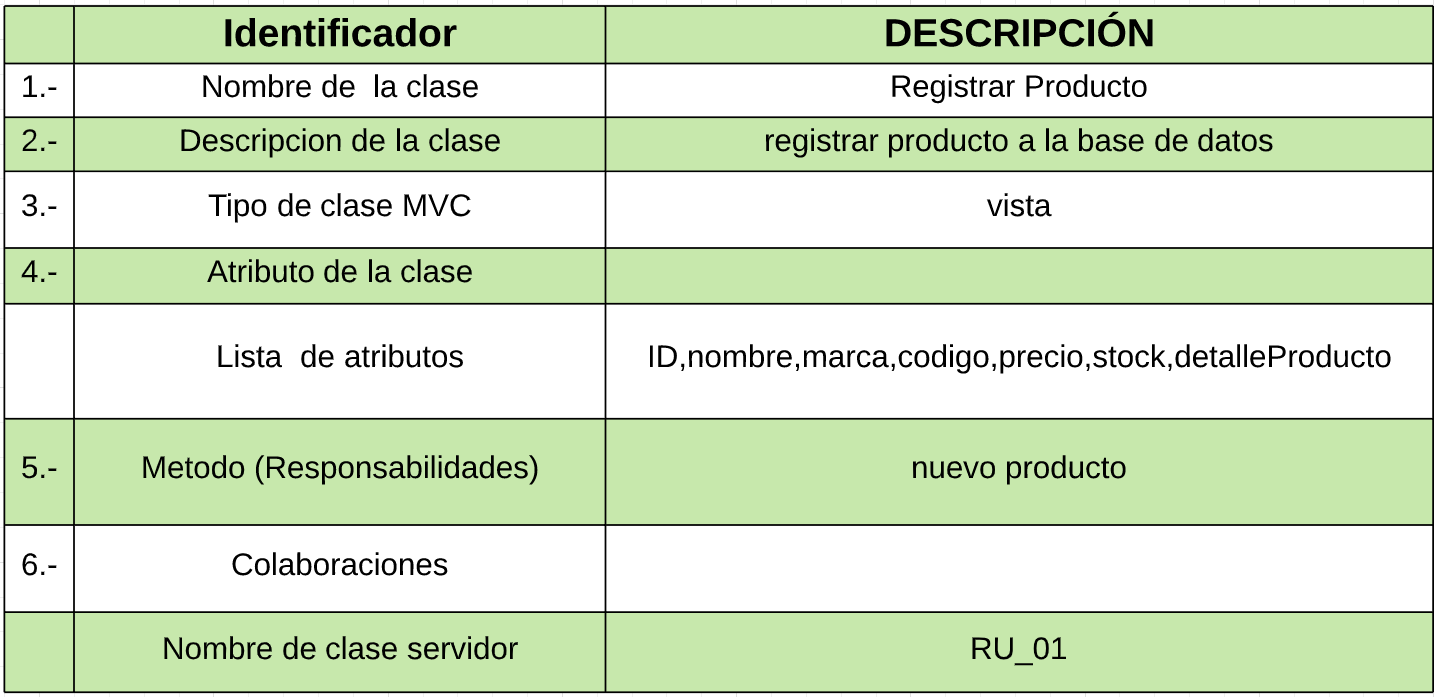 Identificador DESCRIPCIÓN
1.- Nombre de  la clase Registrar Producto
2.- Descripcion de la clase registrar producto a la base de datos
3.- Tipo de clase MVC vista
4.- Atributo de la clase
Lista  de atributos ID,nombre,marca,codigo,precio,stock,detalleProducto
5.- Metodo (Responsabilidades) nuevo producto
6.- Colaboraciones
Nombre de clase servidor RU_01